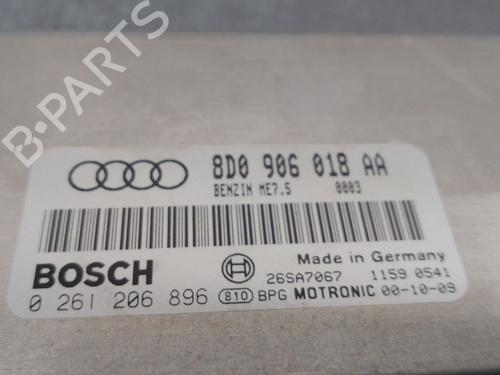 B-PARTS
8D0 906 018 AA
BENZIN ME7.5 0003
Made in Germany
BOSCH
26SA7067 1159 0541
0 261 206 896 810 BPG MOTRONIC 00-10-09